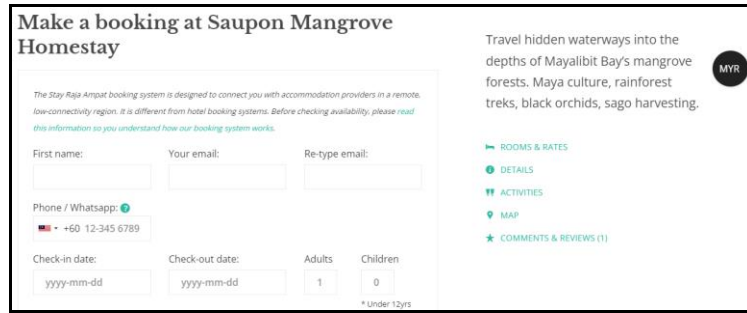 Make a booking at Saupon Mangrove
Homestay
The Stay Raja Ampat booking system is designed to connect you with accommodation providers in a remote,
low-connectivity region. It is different from hotel booking systems. Before checking availability, please read
this information so you understand how our booking system works.
First name:
Your email:
Re-type email:
Phone / Whatsapp: ?
+60 12-345 6789
Check-in date:
Check-out date:
Adults
Children
yyyy-mm-dd
yyyy-mm-dd
1
0
* Under 12yrs
Travel hidden waterways into the
depths of Mayalibit Bay's mangrove
forests. Maya culture, rainforest
treks, black orchids, sago harvesting.
MYR
ROOMS & RATES
DETAILS
ACTIVITIES
MAP
COMMENTS & REVIEWS (1)